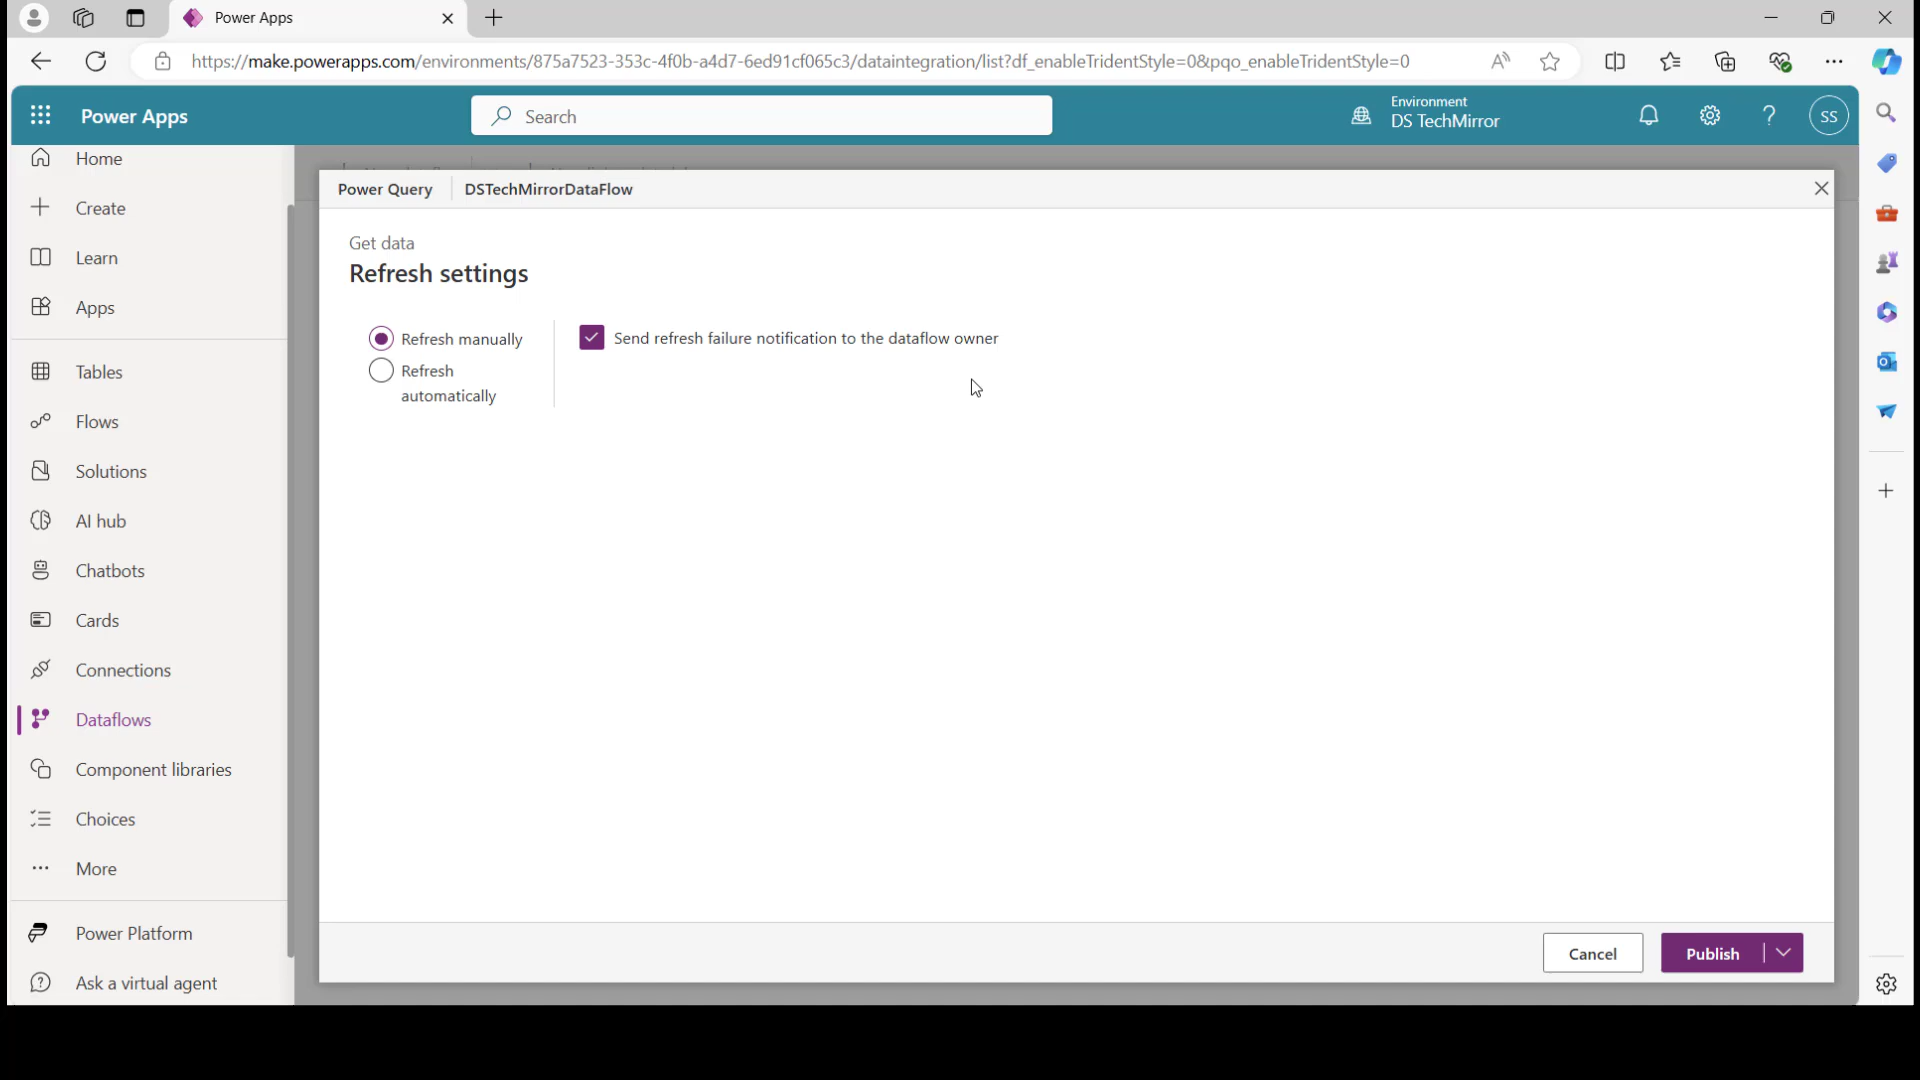 Power Apps
https://make.powerapps.com/environments/875a7523-353c-4f0b-a4d7-6ed91cf065c3/dataintegration/list?df_enableTridentStyle=0&pqo_enableTridentStyle=0
Power Apps
Search
Environment
DS TechMirror
SS
Home
Create
Learn
Apps
Tables
Flows
Solutions
AI hub
Chatbots
Cards
Connections
Dataflows
Component libraries
Choices
More
Power Platform
Ask a virtual agent
Power Query
DSTechMirrorDataFlow
Get data
Refresh settings
Refresh manually
Refresh
automatically
Send refresh failure notification to the dataflow owner
Cancel
Publish